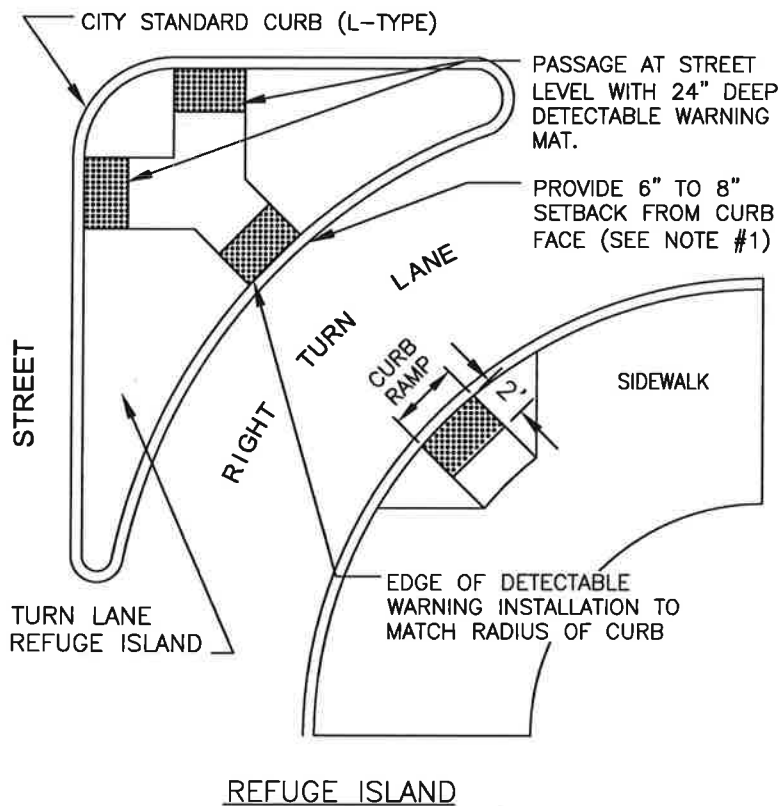 CITY STANDARD CURB (L-TYPE)
PASSAGE AT STREET
LEVEL WITH 24" DEEP
DETECTABLE WARNING
MAT.
PROVIDE 6" TO 8"
SETBACK FROM CURB
FACE (SEE NOTE #1)
STREET
RIGHT TURN LANE
CURB
RAMP
2'
SIDEWALK
EDGE OF DETECTABLE
WARNING INSTALLATION TO
MATCH RADIUS OF CURB
TURN LANE
REFUGE ISLAND
REFUGE ISLAND